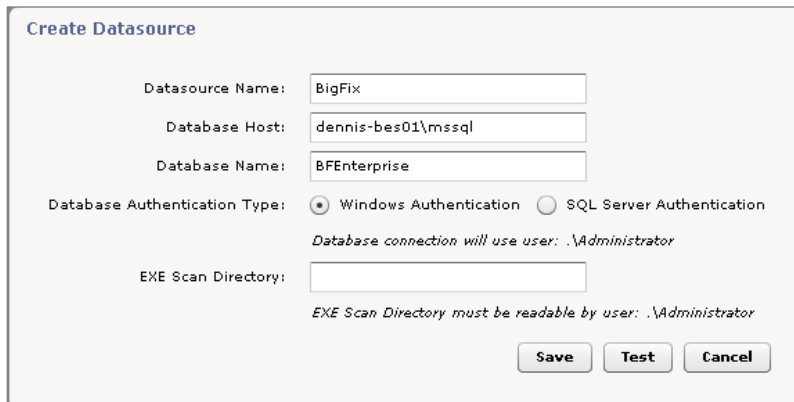 Create Datasource
Datasource Name: BigFix
Database Host: dennis-bes01\mssql
Database Name: BFEnterprise
Database Authentication Type: Windows Authentication SQL Server Authentication
Database connection will use user: .\Administrator
EXE Scan Directory:
EXE Scan Directory must be readable by user: .\Administrator
Save Test Cancel